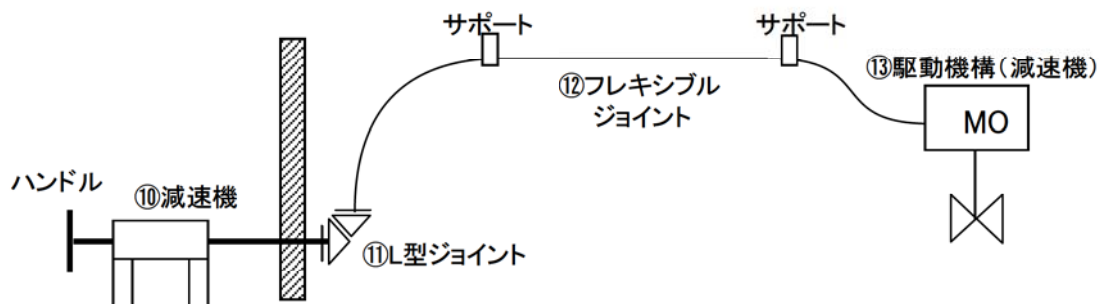 サポート
サポート
⑬駆動機構(減速機)
⑫フレキシブル
ジョイント
MO
ハンドル
⑩減速機
⑪L型ジョイント